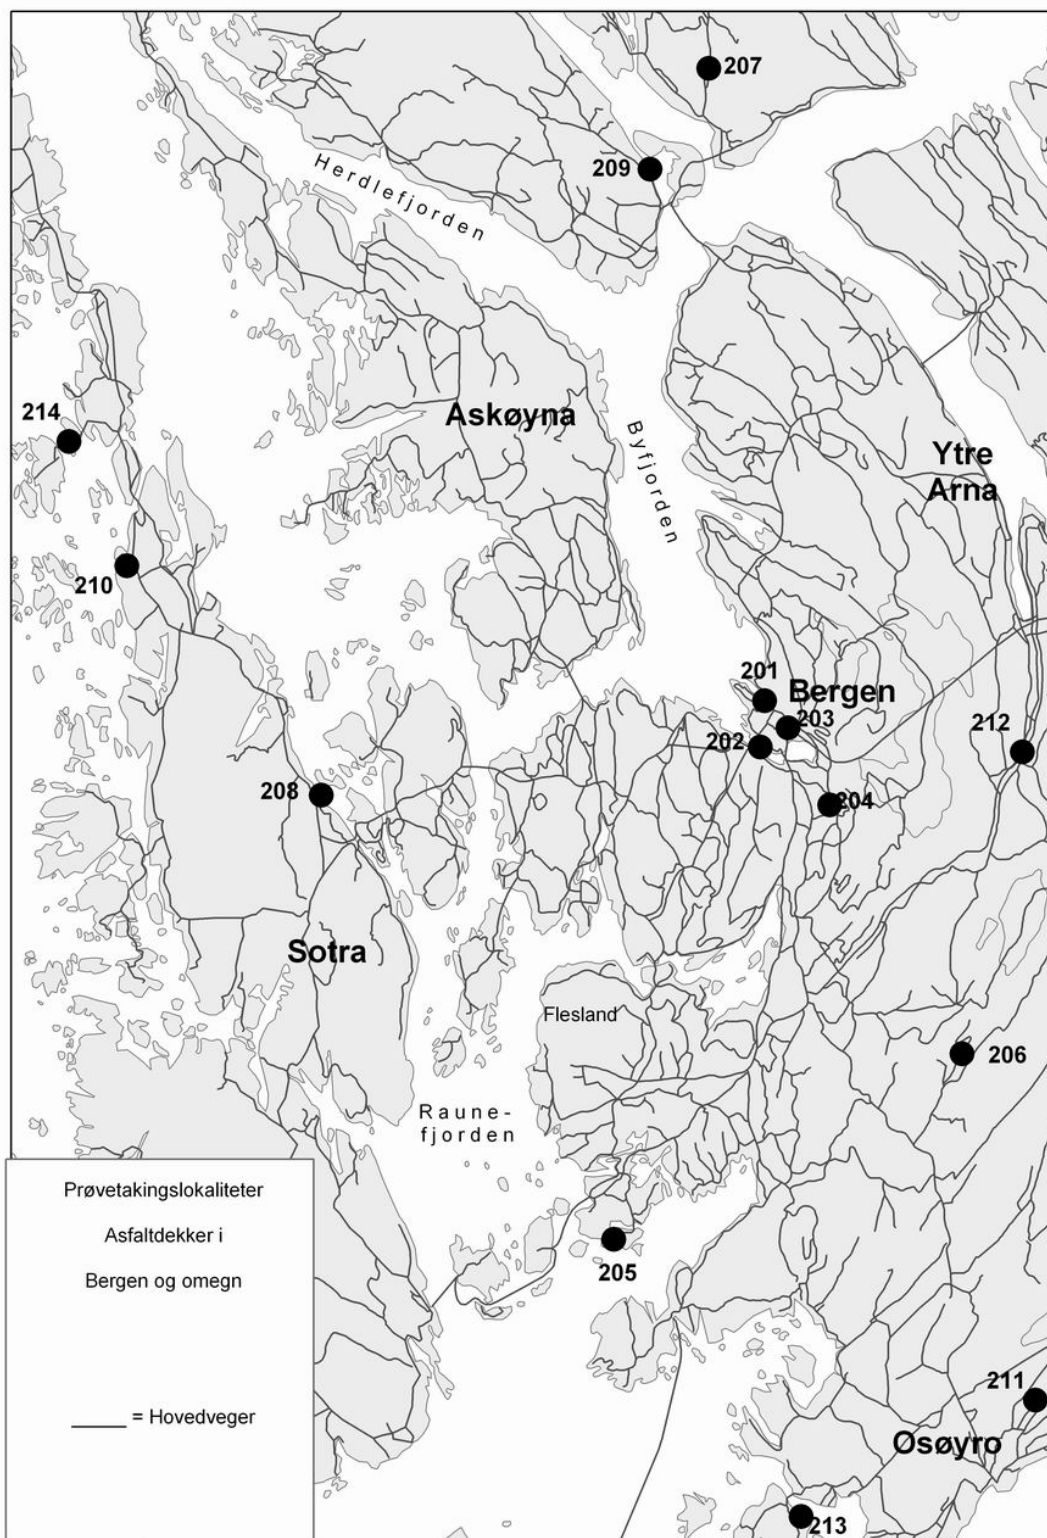 207
209
Herdlefjorden
214
Askøyna
Byfjorden
Ytre
Arna
210
201
Bergen
203
202
212
208
204
Sotra
Flesland
206
Raune-
fjorden
Prøvetakingslokaliteter
Asfaltdekker i
Bergen og omegn
205
211
= Hovedveger
Osøyro
213